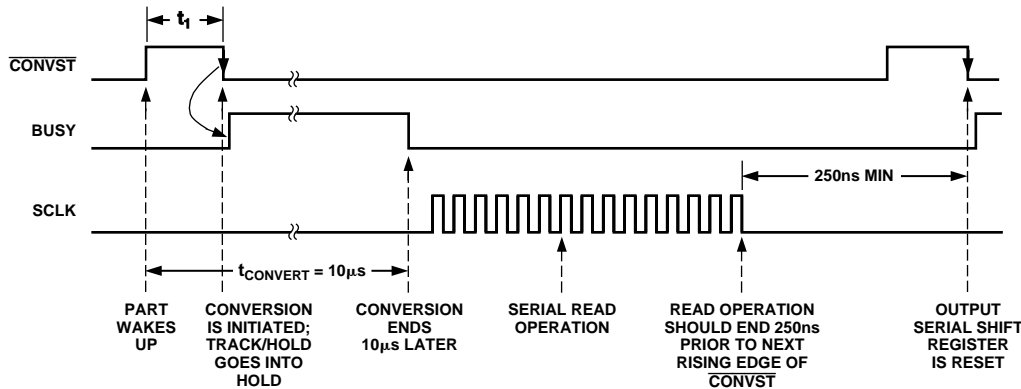 t1
CONVST
BUSY
250ns MIN
SCLK
tCONVERT = 10μs
PART
WAKES
UP
CONVERSION
IS INITIATED;
TRACK/HOLD
GOES INTO
HOLD
CONVERSION
ENDS
10μs LATER
SERIAL READ
OPERATION
READ OPERATION
SHOULD END 250ns
PRIOR TO NEXT
RISING EDGE OF
CONVST
OUTPUT
SERIAL SHIFT
REGISTER
IS RESET